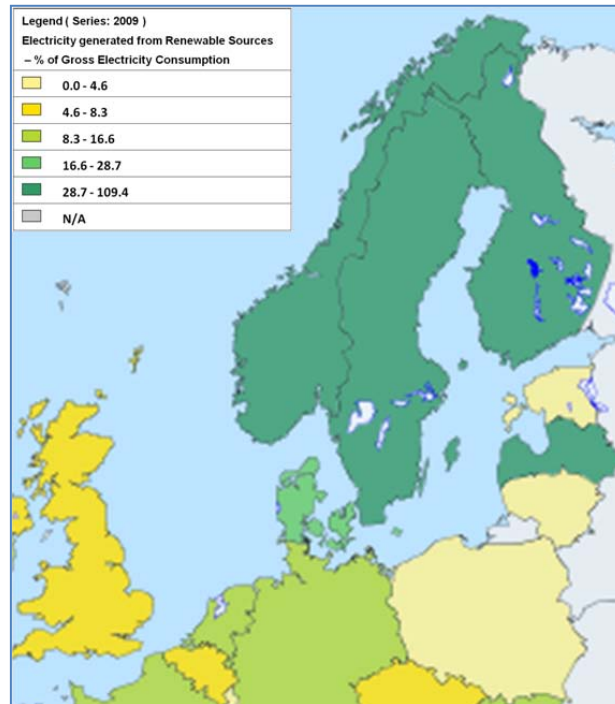 Legend ( Series: 2009 )
Electricity generated from Renewable Sources
– % of Gross Electricity Consumption
0.0 - 4.6
4.6 - 8.3
8.3 - 16.6
16.6 - 28.7
28.7 - 109.4
N/A